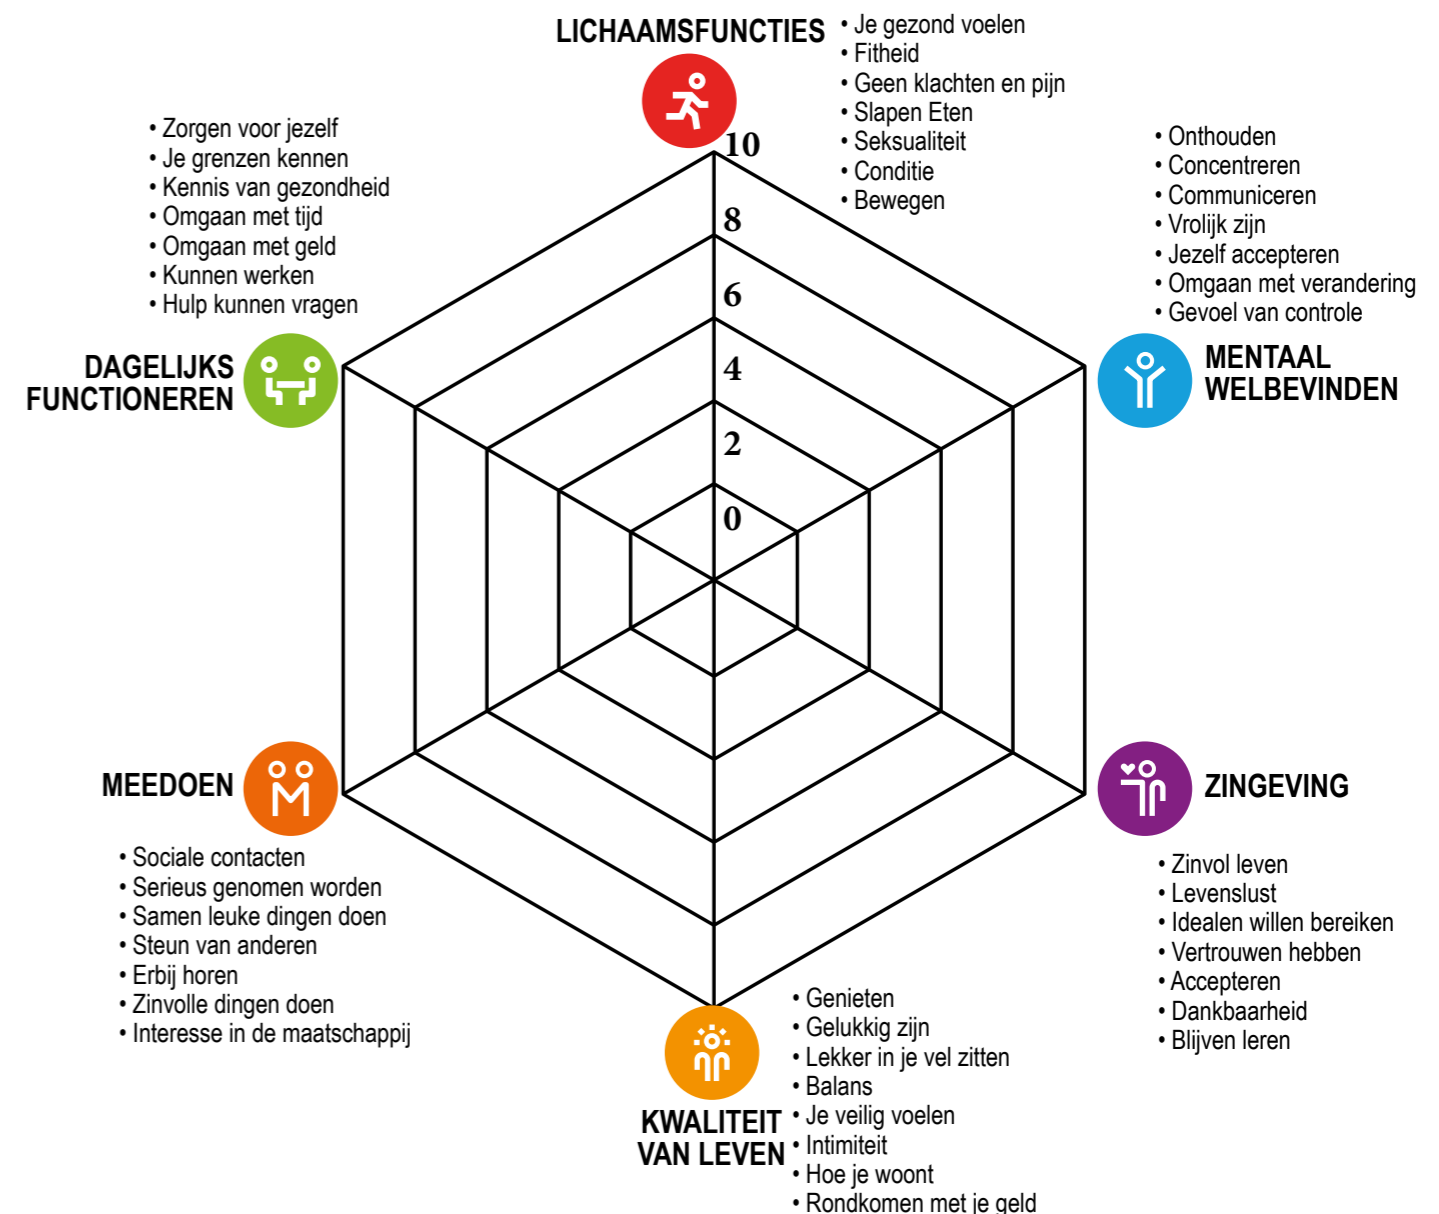 LICHAAMSFUNCTIES
• Je gezond voelen
• Fitheid
• Geen klachten en pijn
• Slapen Eten
• Seksualiteit
• Conditie
• Bewegen
• Zorgen voor jezelf
• Je grenzen kennen
• Kennis van gezondheid
• Omgaan met tijd
• Omgaan met geld
• Kunnen werken
• Hulp kunnen vragen
DAGELIJKS
FUNCTIONEREN
10
8
6
4
2
0
• Onthouden
• Concentreren
• Communiceren
• Vrolijk zijn
• Jezelf accepteren
• Omgaan met verandering
• Gevoel van controle
MENTAAL
WELBEVINDEN
MEEDOEN
• Sociale contacten
• Serieus genomen worden
• Samen leuke dingen doen
• Steun van anderen
• Erbij horen
• Zinvolle dingen doen
• Interesse in de maatschappij
ZINGEVING
• Zinvol leven
• Levenslust
• Idealen willen bereiken
• Vertrouwen hebben
• Accepteren
• Dankbaarheid
• Blijven leren
KWALITEIT
VAN LEVEN
• Genieten
• Gelukkig zijn
• Lekker in je vel zitten
• Balans
• Je veilig voelen
• Intimiteit
• Hoe je woont
• Rondkomen met je geld